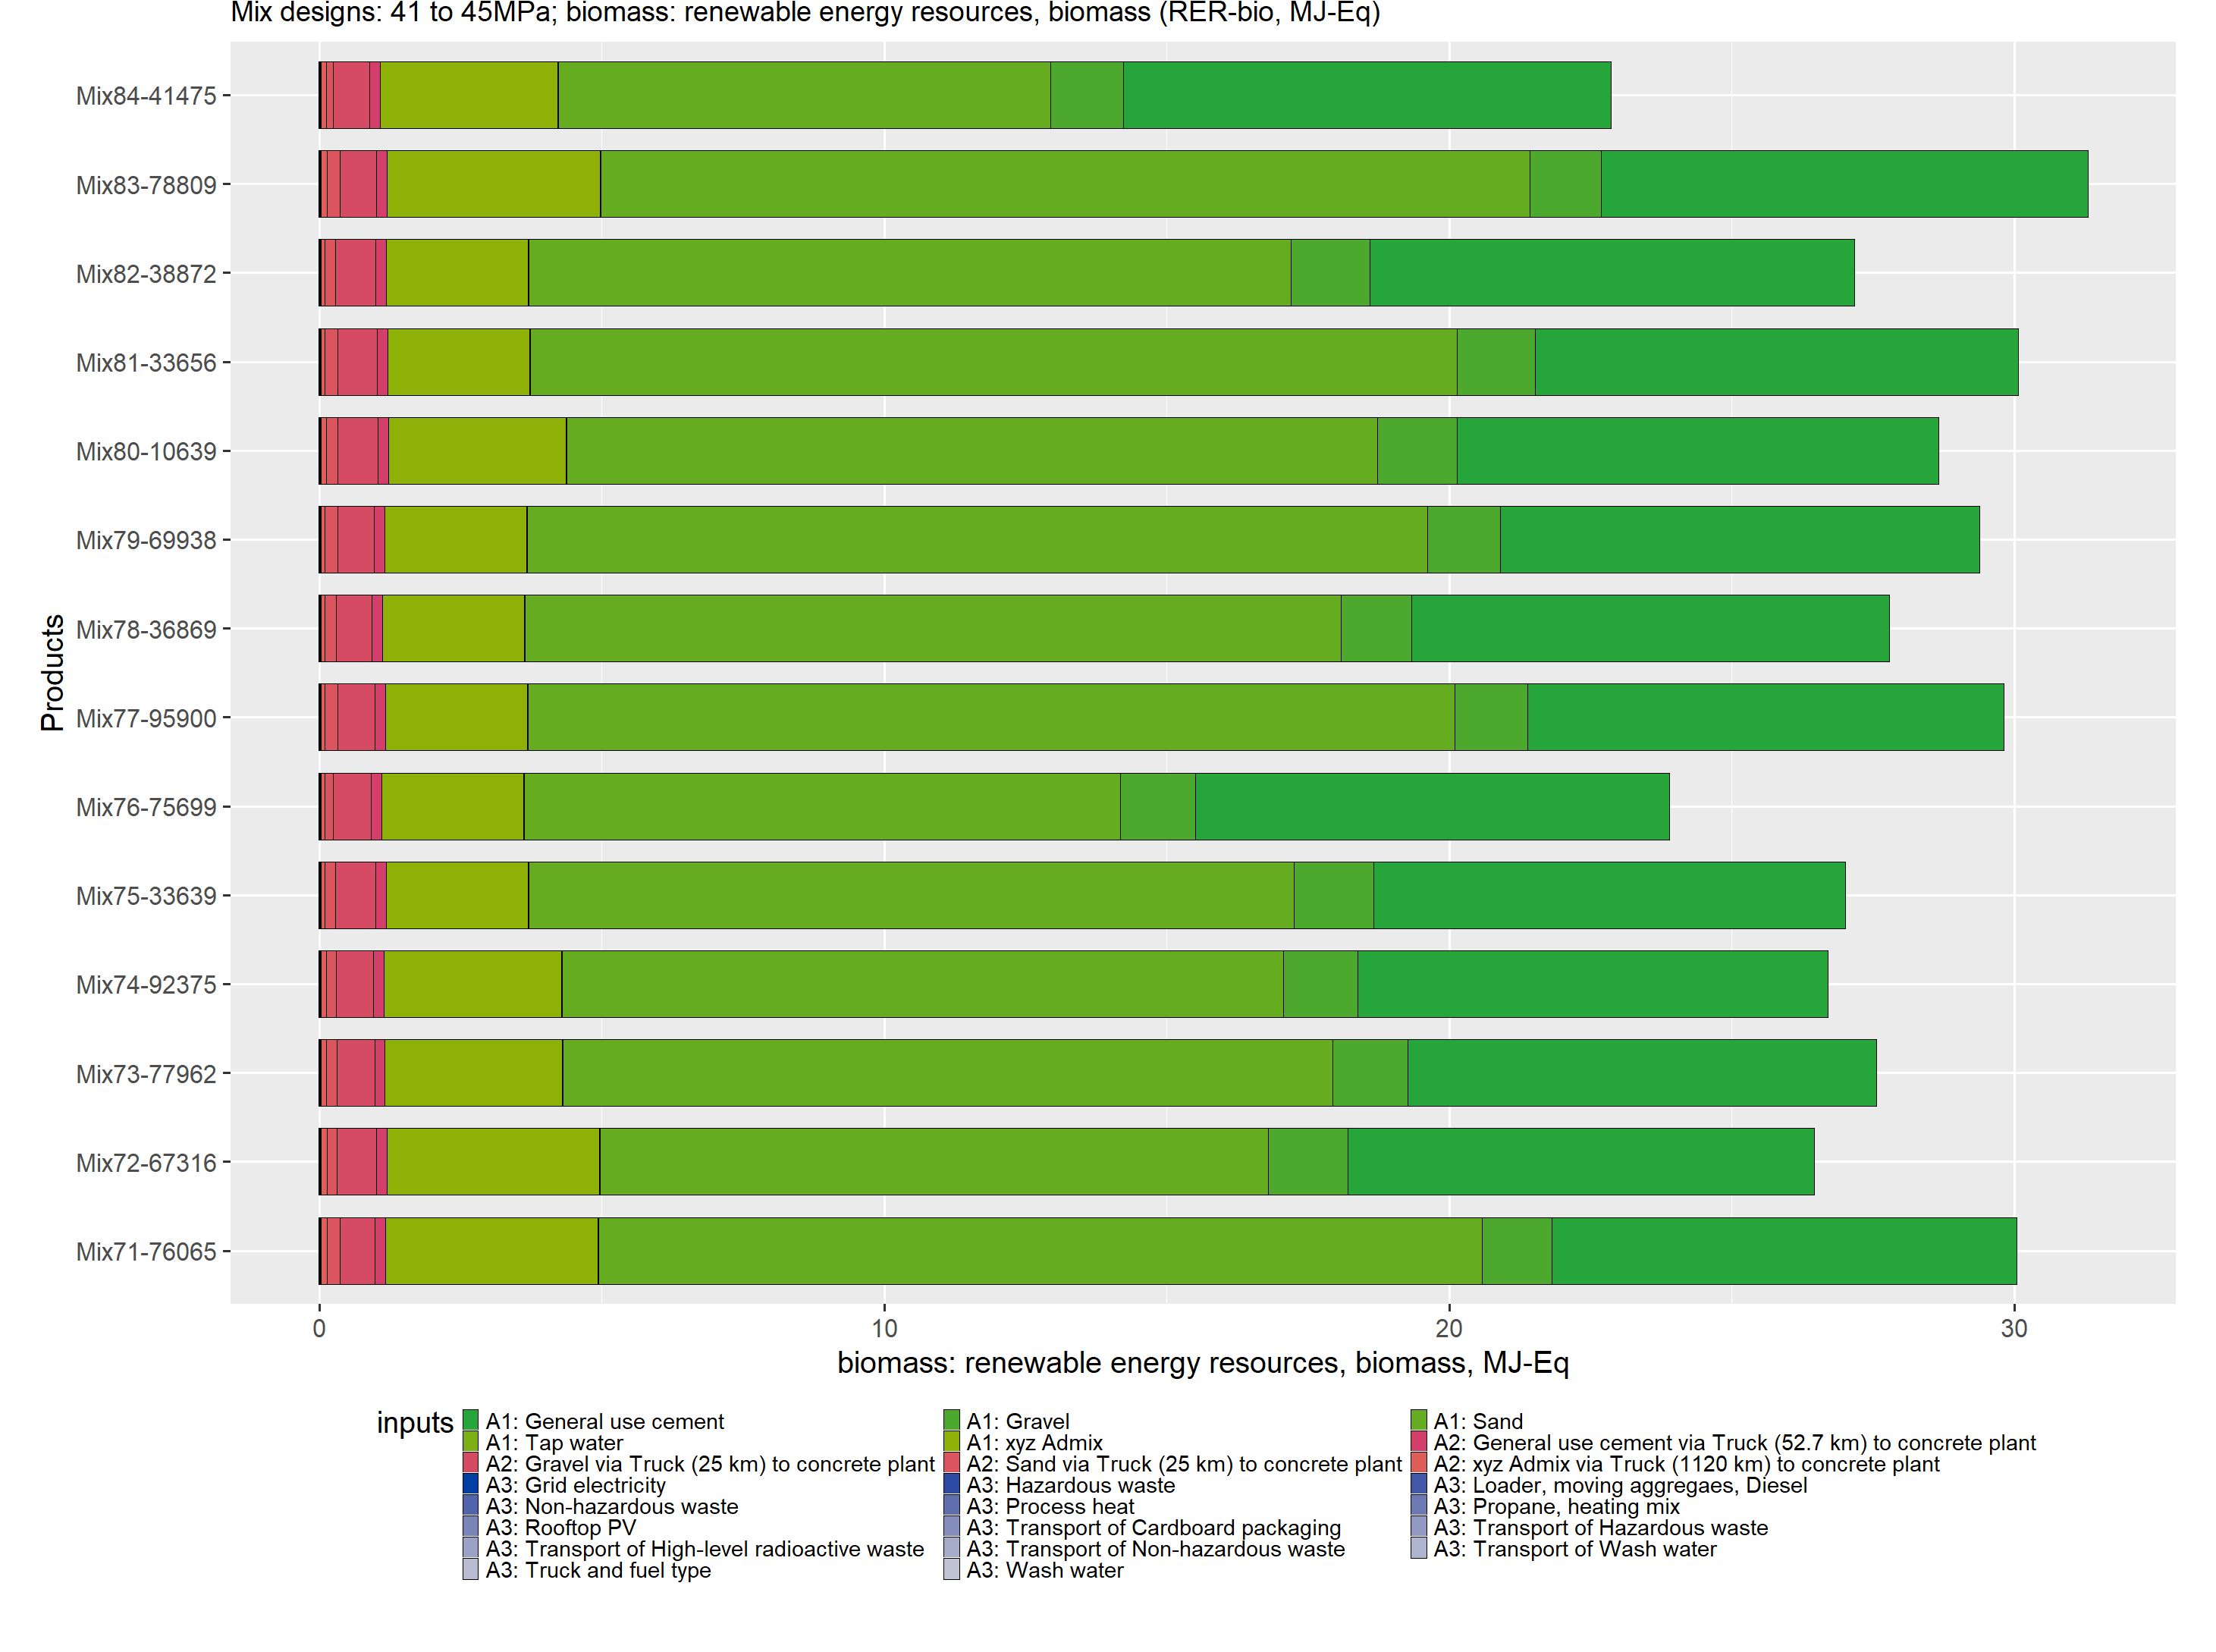 Mix designs: 41 to 45MPa; biomass: renewable energy resources, biomass (RER-bio, MJ-Eq)
Mix84-41475
Mix83-78809
Mix82-38872
Mix81-33656
Mix80-10639
Mix79-69938
Mix78-36869
Mix77-95900
Mix76-75699
Mix75-33639
Mix74-92375
Mix73-77962
Mix72-67316
Mix71-76065
Products
0 10 20 30
biomass: renewable energy resources, biomass, MJ-Eq
inputs
A1: General use cement A1: Gravel A1: Sand
A1: Tap water A1: xyz Admix A2: General use cement via Truck (52.7 km) to concrete plant
A2: Gravel via Truck (25 km) to concrete plant A2: Sand via Truck (25 km) to concrete plant A2: xyz Admix via Truck (1120 km) to concrete plant
A3: Grid electricity A3: Hazardous waste A3: Loader, moving aggregaes, Diesel
A3: Non-hazardous waste A3: Process heat A3: Propane, heating mix
A3: Rooftop PV A3: Transport of Cardboard packaging A3: Transport of Hazardous waste
A3: Transport of High-level radioactive waste A3: Transport of Non-hazardous waste A3: Transport of Wash water
A3: Truck and fuel type A3: Wash water